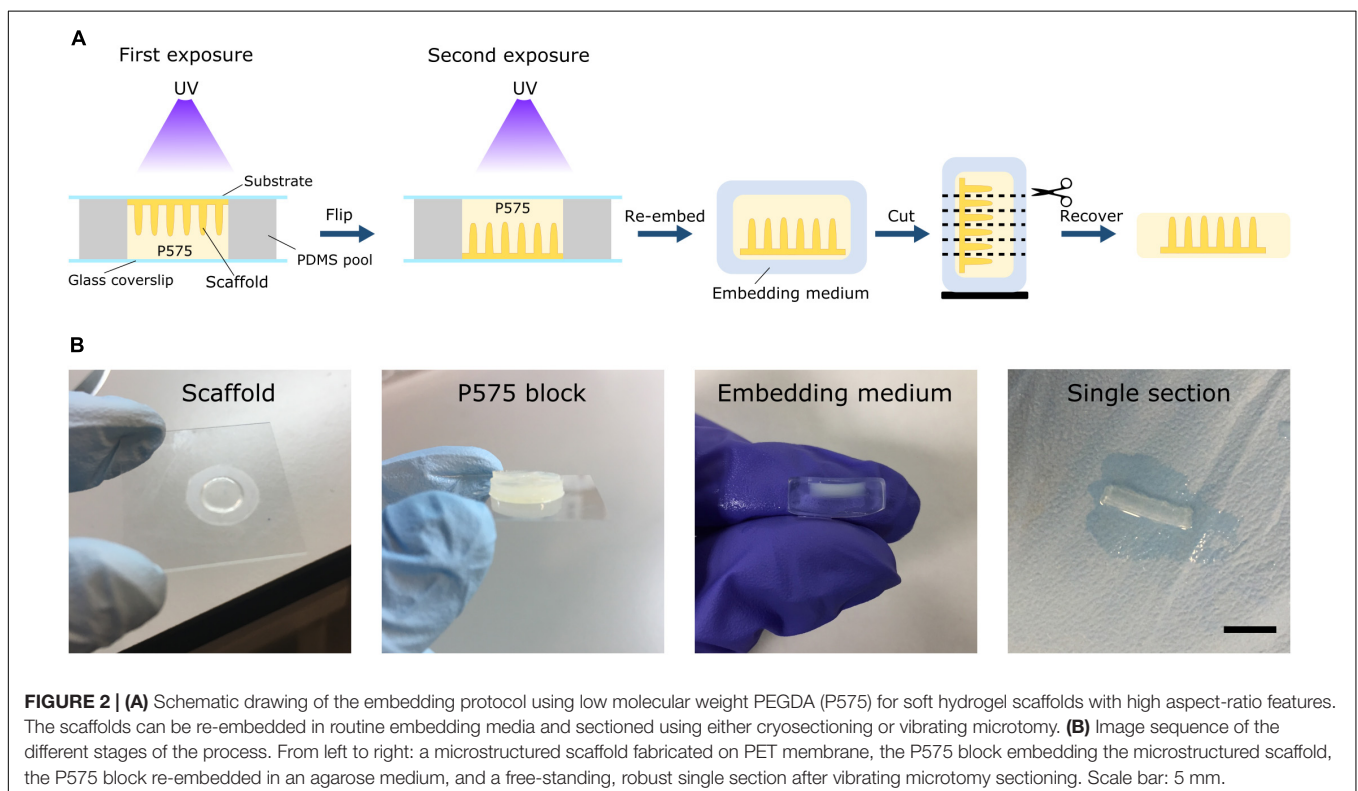 A
First exposure
UV
Second exposure
UV
Substrate
P575
Flip
PDMS pool
Glass coverslip
Scaffold
P575
Re-embed
Embedding medium
Cut
Recover
B
Scaffold
P575 block
Embedding medium
Single section
FIGURE 2 | (A) Schematic drawing of the embedding protocol using low molecular weight PEGDA (P575) for soft hydrogel scaffolds with high aspect-ratio features.
The scaffolds can be re-embedded in routine embedding media and sectioned using either cryosectioning or vibrating microtomy. (B) Image sequence of the
different stages of the process. From left to right: a microstructured scaffold fabricated on PET membrane, the P575 block embedding the microstructured scaffold,
the P575 block re-embedded in an agarose medium, and a free-standing, robust single section after vibrating microtomy sectioning. Scale bar: 5 mm.